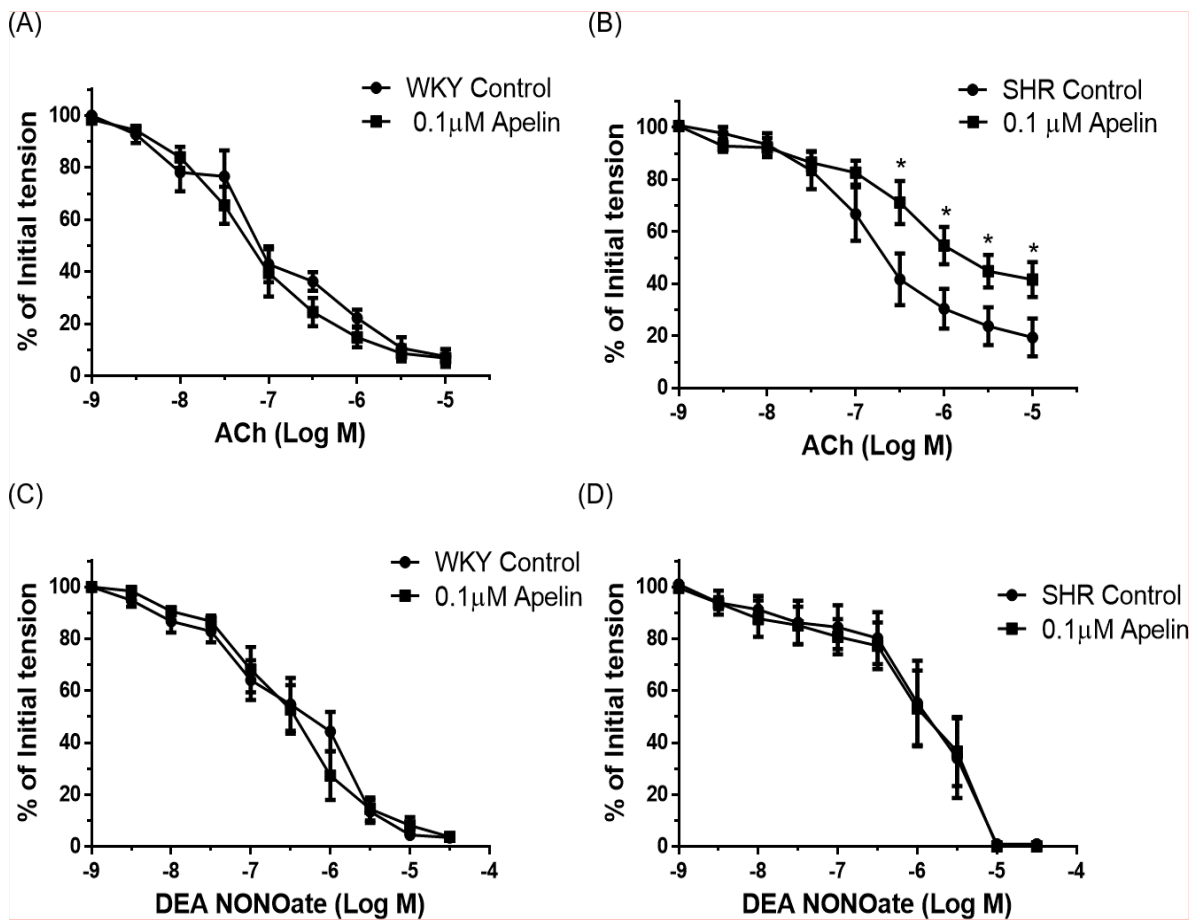 (A)
WKY Control
0.1μM Apelin
% of Initial tension
100
80
60
40
20
0
-9 -8 -7 -6 -5
ACh (Log M)
(B)
SHR Control
0.1 μM Apelin
% of Initial tension
100
80
60
40
20
0
* * * *
-9 -8 -7 -6 -5
ACh (Log M)
(C)
WKY Control
0.1μM Apelin
% of Initial tension
100
80
60
40
20
0
-9 -8 -7 -6 -5 -4
DEA NONOate (Log M)
(D)
SHR Control
0.1μM Apelin
% of Initial tension
100
80
60
40
20
0
-9 -8 -7 -6 -5 -4
DEA NONOate (Log M)